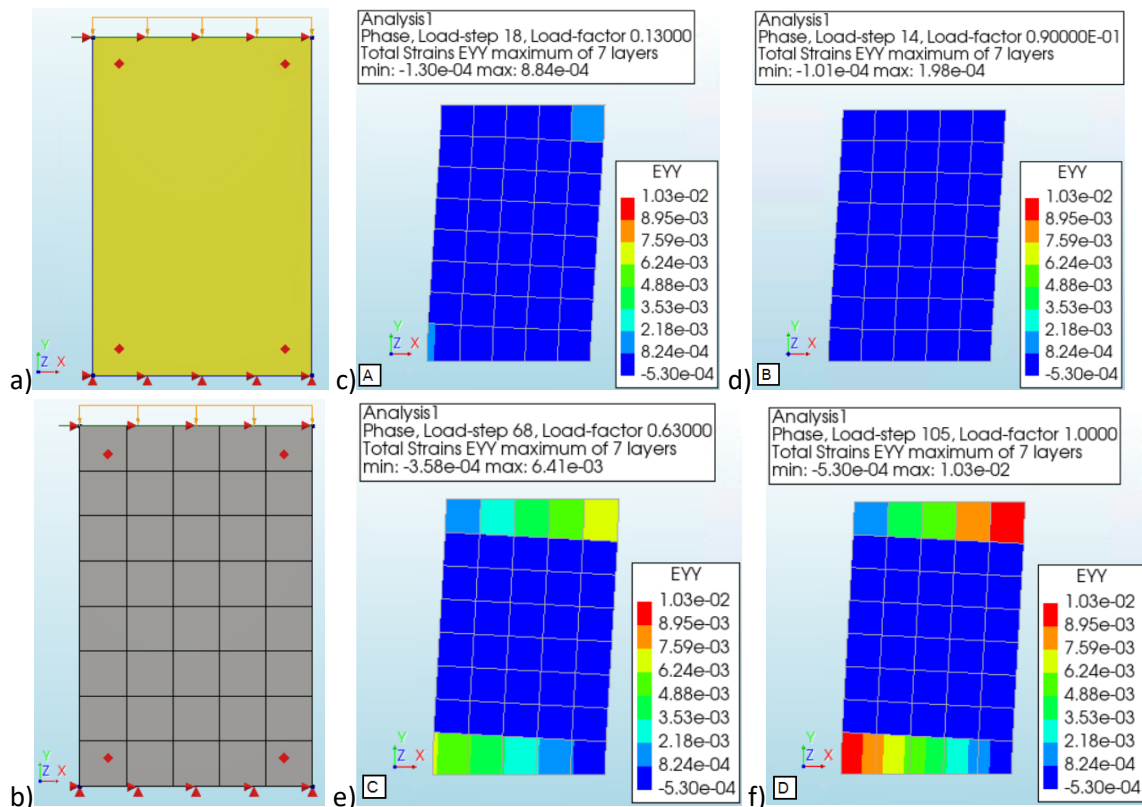 Analysis1
Phase, Load-step 18, Load-factor 0.13000
Total Strains EYY maximum of 7 layers
min: -1.30e-04 max: 8.84e-04
EYY
1.03e-02
8.95e-03
7.59e-03
6.24e-03
4.88e-03
3.53e-03
2.18e-03
8.24e-04
-5.30e-04
Analysis1
Phase, Load-step 14, Load-factor 0.90000E-01
Total Strains EYY maximum of 7 layers
min: -1.01e-04 max: 1.98e-04
EYY
1.03e-02
8.95e-03
7.59e-03
6.24e-03
4.88e-03
3.53e-03
2.18e-03
8.24e-04
-5.30e-04
Y
Z X
a)
Y
Z X
c) A
Y
Z X
d) B
Analysis1
Phase, Load-step 68, Load-factor 0.63000
Total Strains EYY maximum of 7 layers
min: -3.58e-04 max: 6.41e-03
EYY
1.03e-02
8.95e-03
7.59e-03
6.24e-03
4.88e-03
3.53e-03
2.18e-03
8.24e-04
-5.30e-04
Analysis1
Phase, Load-step 105, Load-factor 1.0000
Total Strains EYY maximum of 7 layers
min: -5.30e-04 max: 1.03e-02
EYY
1.03e-02
8.95e-03
7.59e-03
6.24e-03
4.88e-03
3.53e-03
2.18e-03
8.24e-04
-5.30e-04
Y
Z X
b)
Y
Z X
e) C
Y
Z X
f) D